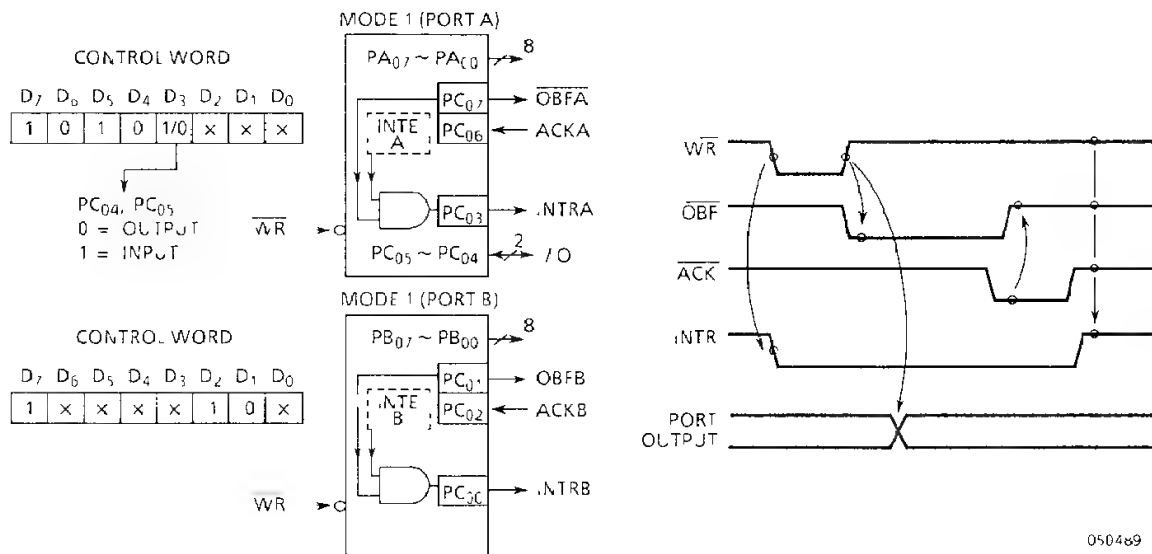 MODE 1 (PORT A)
CONTROL WORD
D7 D6 D5 D4 D3 D2 D1 D0
1 0 1 0 1/0 × × ×
PC04, PC05
0 = OUTPUT
1 = INPUT
WR
PA07 ~ PA00
8
PC07
OBFA
PC06
ACKA
INTE
A
PC03
INTRA
PC05 ~ PC04
2
I/O
MODE 1 (PORT B)
CONTROL WORD
D7 D6 D5 D4 D3 D2 D1 D0
1 × × × × 1 0 ×
WR
PB07 ~ PB00
8
PC01
OBFB
PC02
ACKB
INTE
B
PC00
INTRB
WR
OBF
ACK
INTR
PORT
OUTPUT
050489